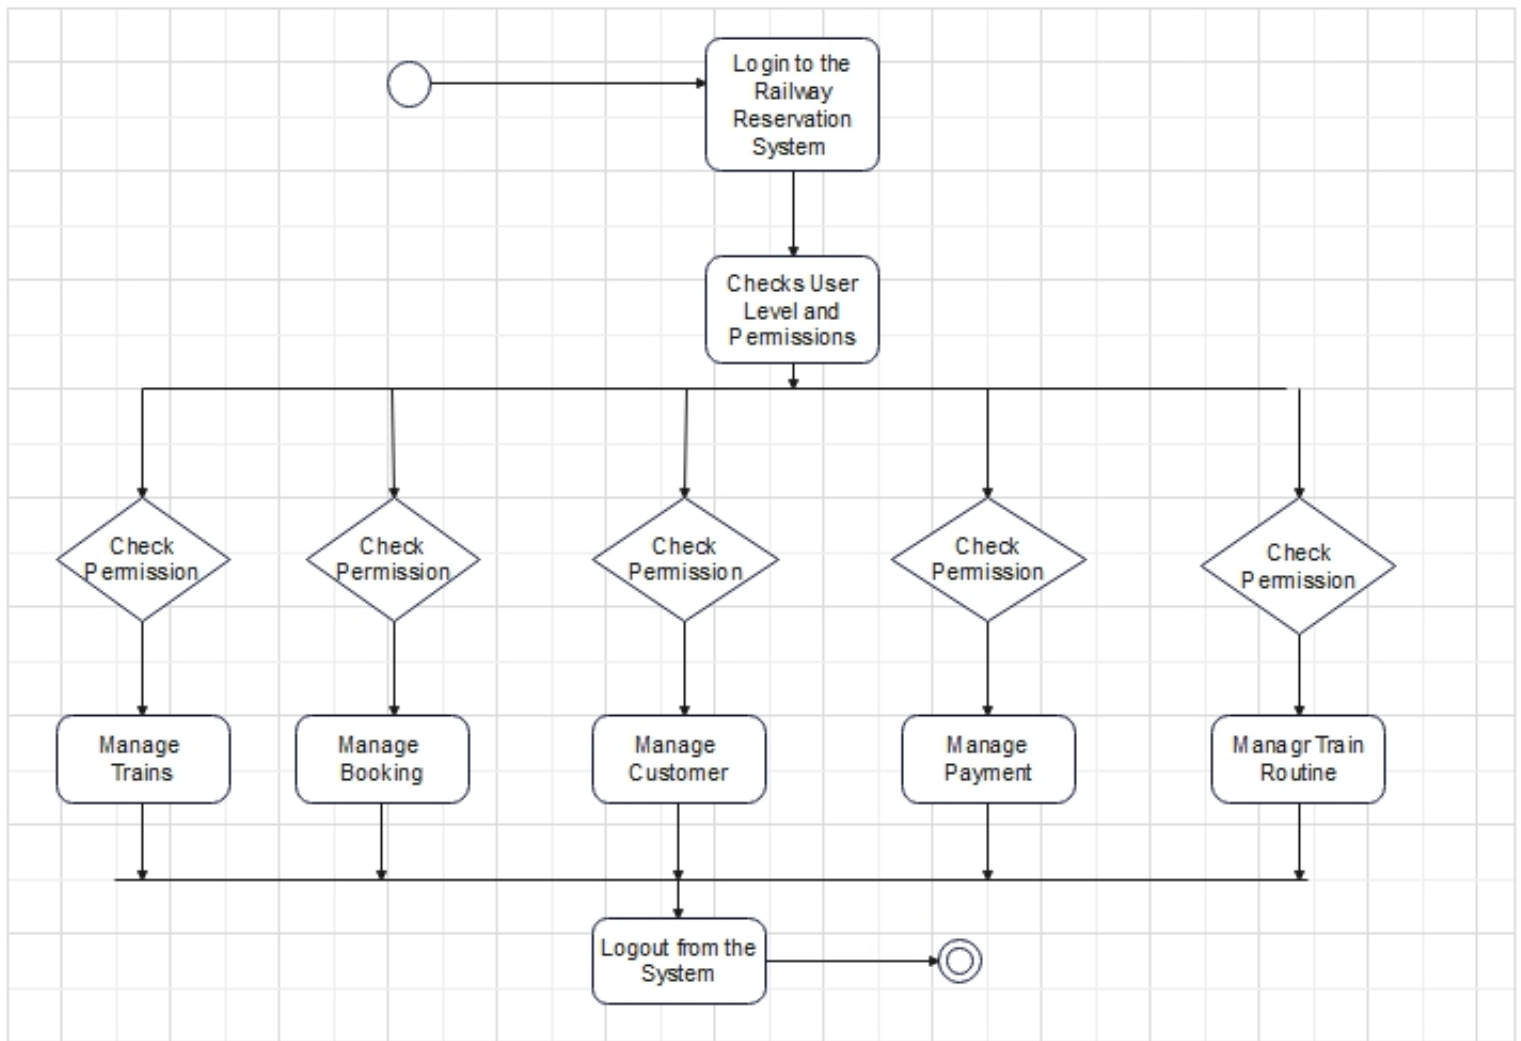 Login to the
Railway
Reservation
System
Checks User
Level and
Permissions
Check
Permission
Check
Permission
Check
Permission
Check
Permission
Check
Permission
Manage
Trains
Manage
Booking
Manage
Customer
Manage
Payment
Managr Train
Routine
Logout from the
System